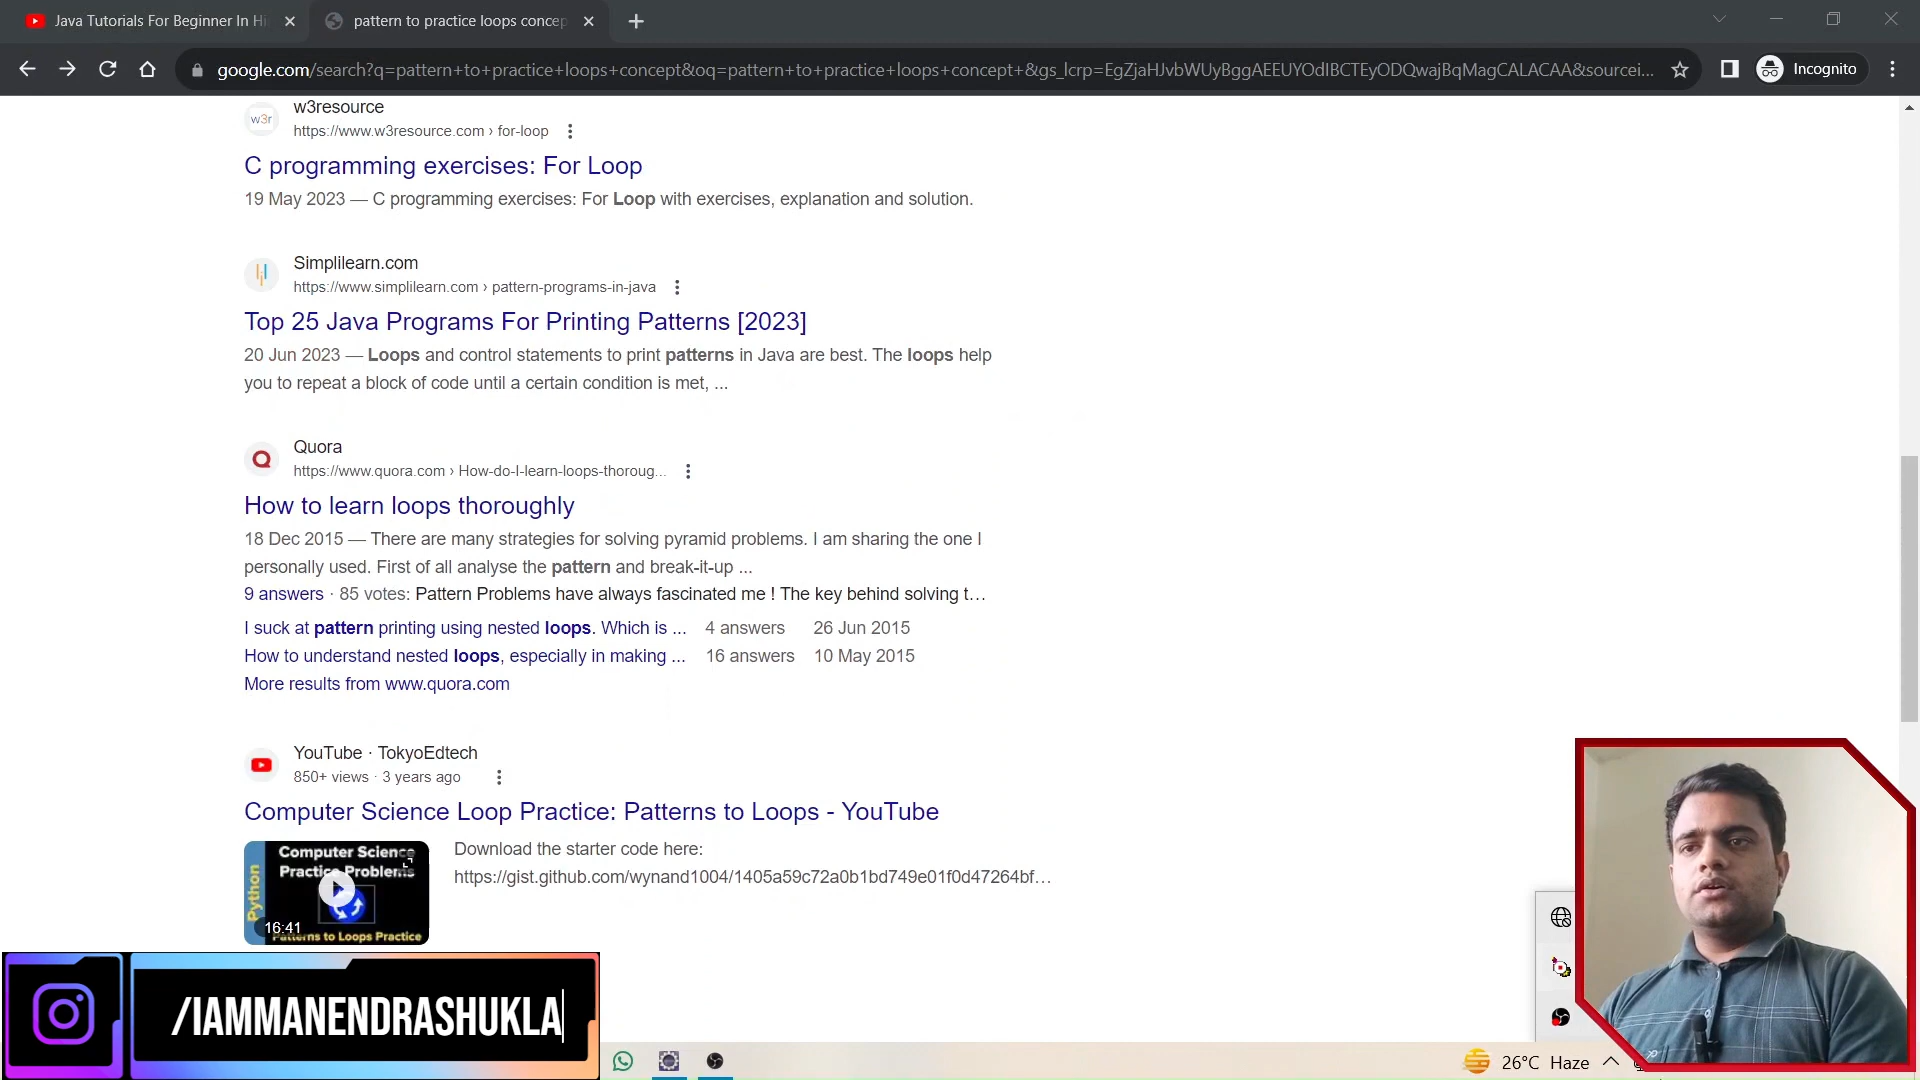 Java Tutorials For Beginner In Hi
pattern to practice loops concep
google.com/search?q=pattern+to+practice+loops+concept&oq=pattern+to+practice+loops+concept+&gs_lcrp=EgZjaHJvbWUyBggAEEUYOdIBCTEyODQwajBqMagCALACAA&sourcei...
Incognito
w3r
w3resource
https://www.w3resource.com › for-loop
C programming exercises: For Loop
19 May 2023 — C programming exercises: For Loop with exercises, explanation and solution.
Simplilearn.com
https://www.simplilearn.com › pattern-programs-in-java
Top 25 Java Programs For Printing Patterns [2023]
20 Jun 2023 — Loops and control statements to print patterns in Java are best. The loops help
you to repeat a block of code until a certain condition is met, ...
Quora
https://www.quora.com › How-do-I-learn-loops-thoroug...
How to learn loops thoroughly
18 Dec 2015 — There are many strategies for solving pyramid problems. I am sharing the one I
personally used. First of all analyse the pattern and break-it-up ...
9 answers · 85 votes: Pattern Problems have always fascinated me ! The key behind solving t...
I suck at pattern printing using nested loops. Which is ... 4 answers 26 Jun 2015
How to understand nested loops, especially in making ... 16 answers 10 May 2015
More results from www.quora.com
YouTube · TokyoEdtech
850+ views · 3 years ago
Computer Science Loop Practice: Patterns to Loops - YouTube
Computer Science
Practice Problems
Python
16:41
Patterns to Loops Practice
Download the starter code here:
https://gist.github.com/wynand1004/1405a59c72a0b1bd749e01f0d47264bf...
/IAMMANENDRASHUKLA
26°C Haze